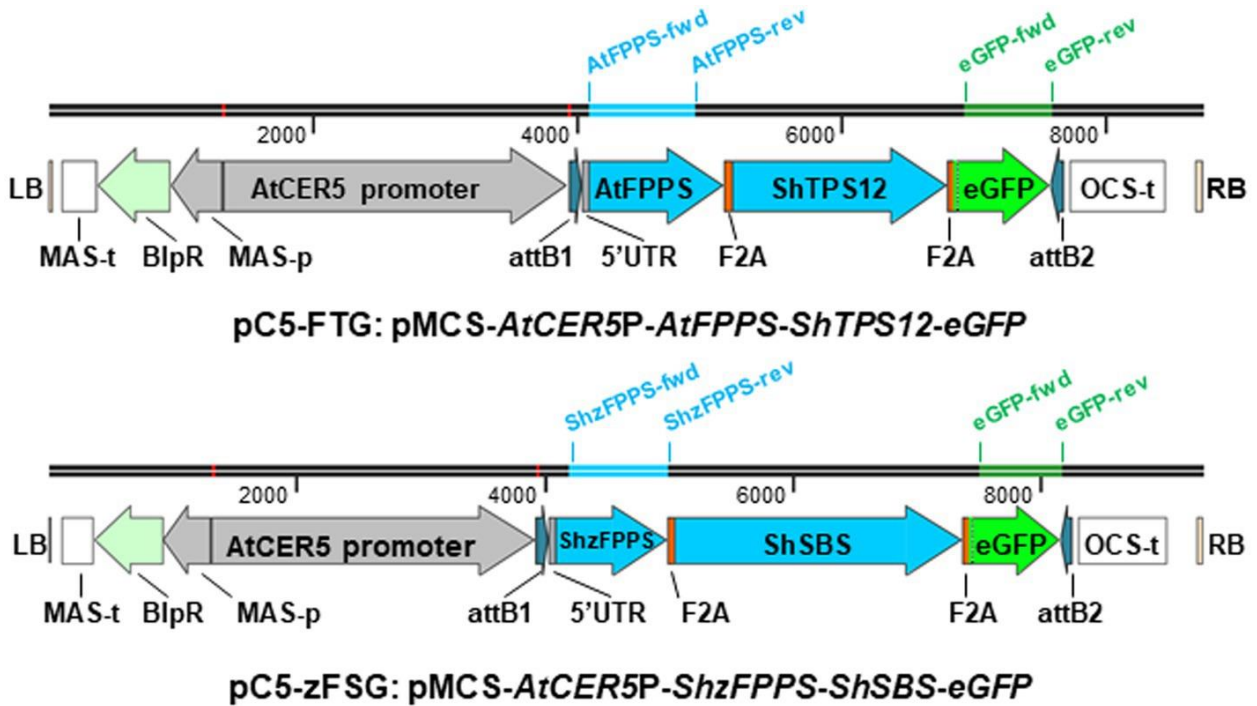 AtFPPS-fwd AtFPPS-rev eGFP-fwd eGFP-rev
2000 4000 6000 8000
LB AtCER5 promoter AtFPPS ShTPS12 eGFP OCS-t RB
MAS-t BlpR MAS-p attB1 5'UTR F2A F2A attB2
pC5-FTG: pMCS-AtCER5P-AtFPPS-ShTPS12-eGFP
ShzFPPS-fwd ShzFPPS-rev eGFP-fwd eGFP-rev
2000 4000 6000 8000
LB AtCER5 promoter ShzFPPS ShSBS eGFP OCS-t RB
MAS-t BlpR MAS-p attB1 5'UTR F2A F2A attB2
pC5-zFSG: pMCS-AtCER5P-ShzFPPS-ShSBS-eGFP